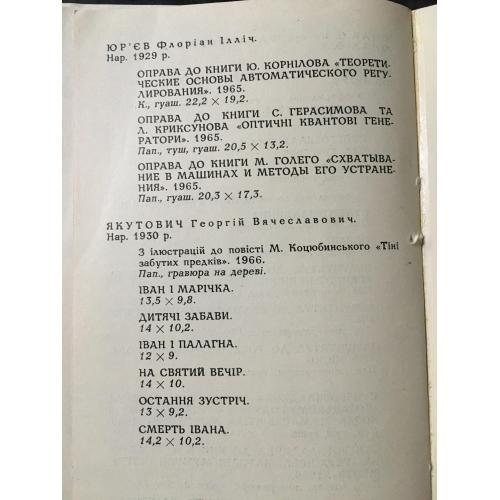 ЮР'ЄВ Флоріан Ілліч.
Нар. 1929 р.
ОПРАВА ДО КНИГИ Ю. КОРНІЛОВА «ТЕОРЕТИ-
ЧЕСКИЕ ОСНОВЫ АВТОМАТИЧЕСКОГО РЕГУ-
ЛИРОВАНИЯ». 1965.
К., гуаш. 22,2 × 19,2.
ОПРАВА ДО КНИГИ С. ГЕРАСИМОВА ТА
Л. КРИКСУНОВА «ОПТИЧНІ КВАНТОВІ ГЕНЕ-
РАТОРИ». 1965.
Пап., туш, гуаш. 20,5 × 13,2.
ОПРАВА ДО КНИГИ М. ГОЛЕГО «СХВАТЫВА-
НИЕ В МАШИНАХ И МЕТОДЫ ЕГО УСТРАНЕ-
НИЯ». 1965.
Пап., гуаш. 20,3 × 17,3.
ЯКУТОВИЧ Георгій Вячеславович.
Нар. 1930 р.
З ілюстрацій до повісті М. Коцюбинського «Тіні
забутих предків». 1966.
Пап., гравюра на дереві.
ІВАН І МАРІЧКА.
13,5 × 9,8.
ДИТЯЧІ ЗАБАВИ.
14 × 10,2.
ІВАН І ПАЛАГНА.
12 × 9.
НА СВЯТИЙ ВЕЧІР.
14 × 10.
ОСТАННЯ ЗУСТРІЧ.
13 × 9,2.
СМЕРТЬ ІВАНА.
14,2 × 10,2.